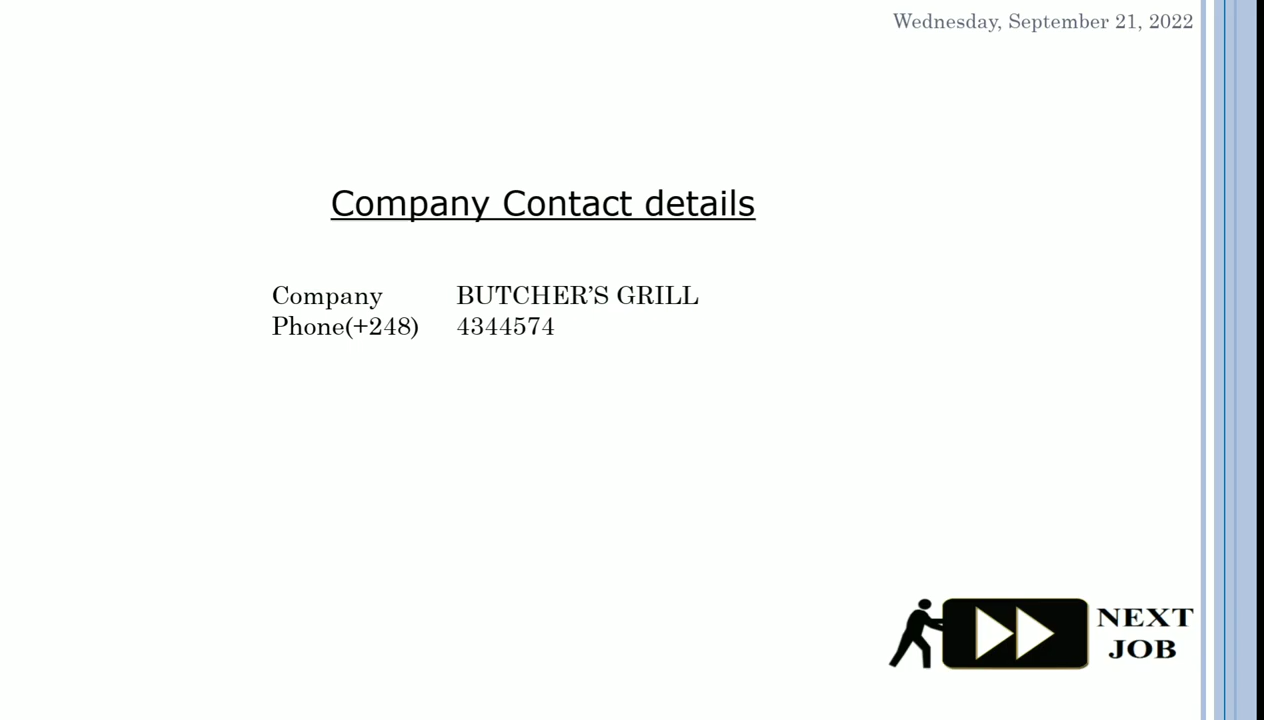 Wednesday, September 21, 2022
Company Contact details
Company BUTCHER’S GRILL
Phone(+248) 4344574
NEXT
JOB